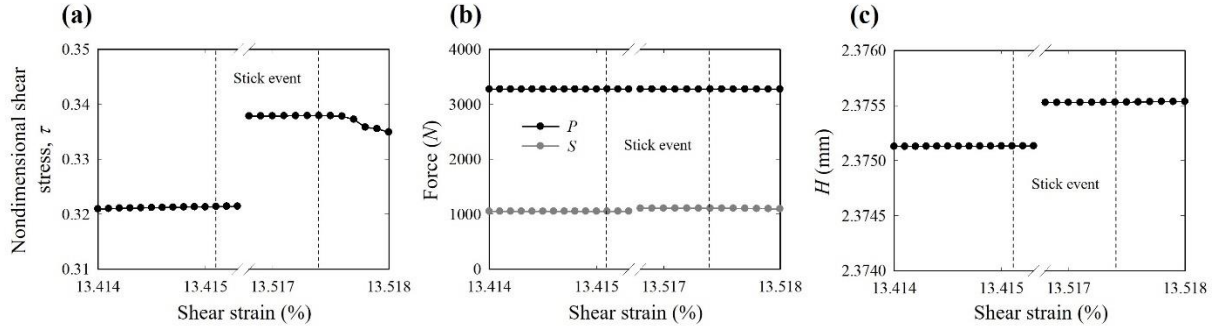 (a)
0.35
0.34
0.33
0.32
0.31
Nondimensional shear
stress, τ
Stick event
13.414
13.415
13.517
13.518
Shear strain (%)
(b)
4000
3000
2000
1000
0
Force (N)
P
S
Stick event
13.414
13.415
13.517
13.518
Shear strain (%)
(c)
2.3760
2.3755
2.3750
2.3745
2.3740
H (mm)
Stick event
13.414
13.415
13.517
13.518
Shear strain (%)